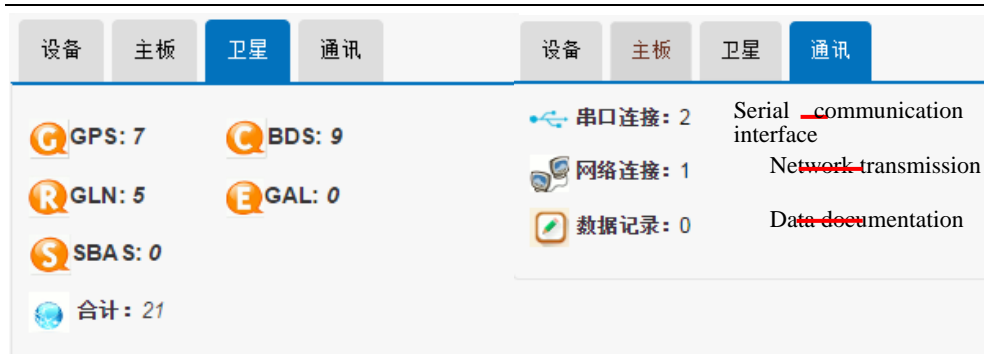 设备 主板 卫星 通讯
GPS: 7 BDS: 9
GLN: 5 GAL: 0
SBAS: 0
合计：21
设备 主板 卫星 通讯
串口连接：2 Serial communication
interface
网络连接：1 Network transmission
数据记录：0 Data documentation